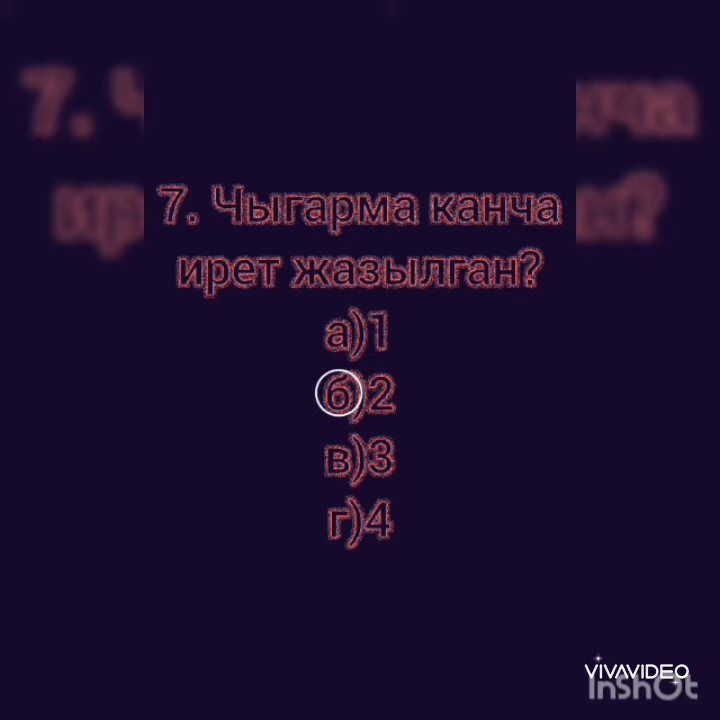 7. Чыгарма канча
ирет жазылган?
а)1
б)2
в)3
г)4
VIVAVIDEO
InShOt